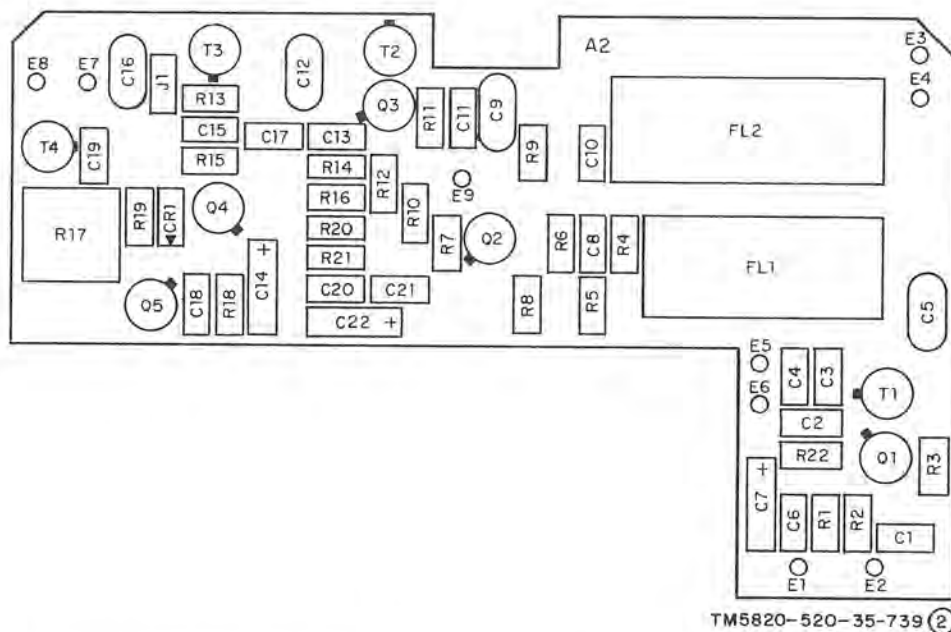 A2
E3
E4
E8
E7
C16
J1
T3
C12
T2
R13
Q3
R11
C11
C9
FL2
T4
C19
C15
C17
C13
R9
C10
R15
R14
R12
E9
R17
R19
CR1
Q4
R16
R10
R20
R7
Q2
R6
C8
R4
FL1
R21
C14
+
Q5
C18
R18
C20
C21
R8
R5
C5
C22 +
E5
E6
C4
C3
T1
C2
R22
Q1
R3
C7
+
C6
R1
R2
C1
E1
E2
TM5820-520-35-739 2